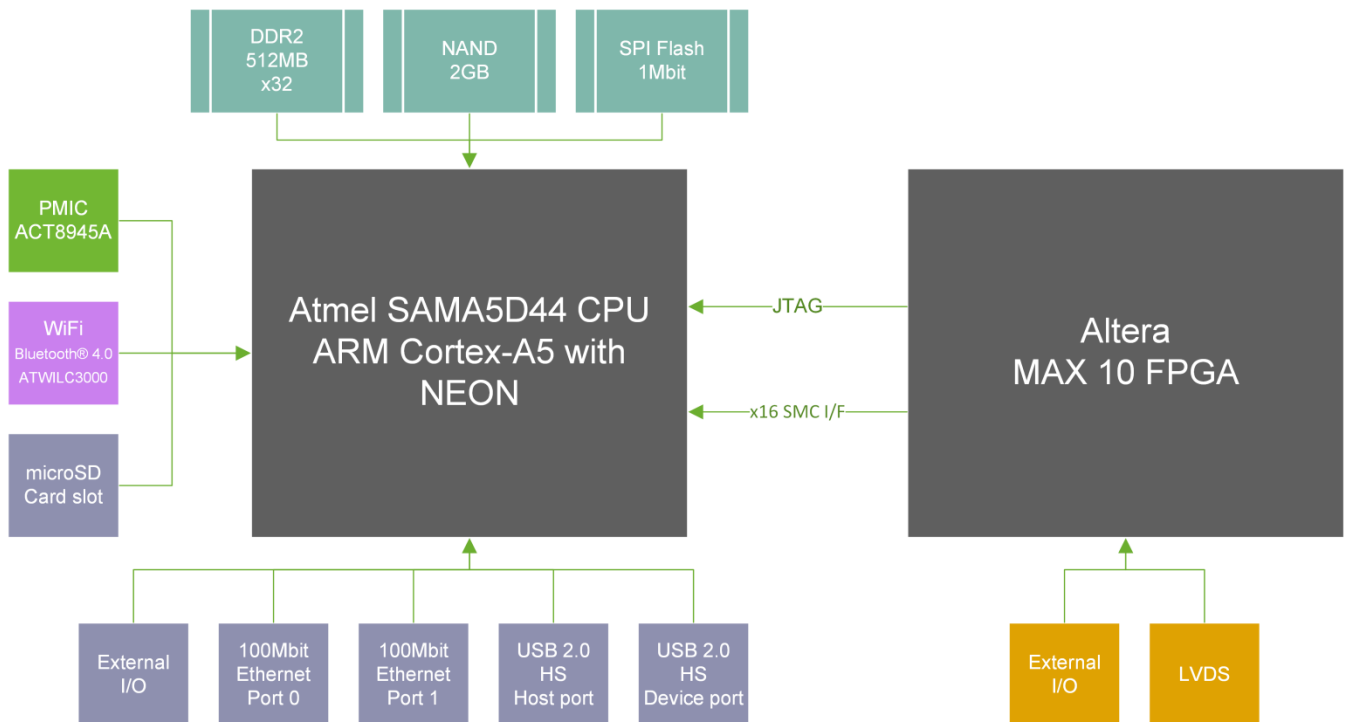 DDR2
512MB
x32
NAND
2GB
SPI Flash
1Mbit
PMIC
ACT8945A
WiFi
Bluetooth® 4.0
ATWILC3000
microSD
Card slot
Atmel SAMA5D44 CPU
ARM Cortex-A5 with
NEON
JTAG
x16 SMC I/F
Altera
MAX 10 FPGA
External
I/O
100Mbit
Ethernet
Port 0
100Mbit
Ethernet
Port 1
USB 2.0
HS
Host port
USB 2.0
HS
Device port
External
I/O
LVDS